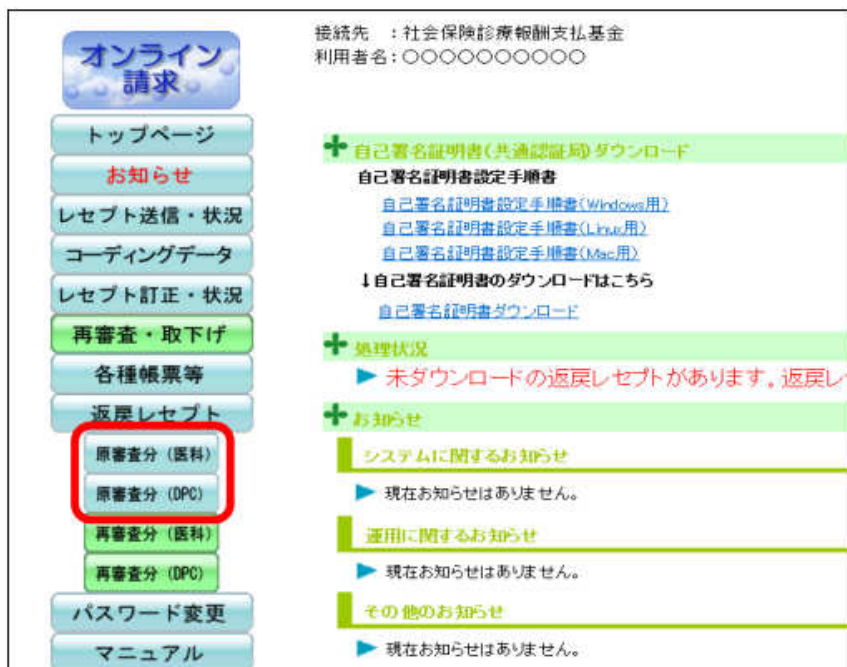 オンライン
請求
トップページ
お知らせ
レセプト送信・状況
コーディングデータ
レセプト訂正・状況
再審査・取下げ
各種帳票等
返戻レセプト
原審査分（医科）
原審査分（DPC）
再審査分（医科）
再審査分（DPC）
パスワード変更
マニュアル
接続先　：社会保険診療報酬支払基金
利用者名：○○○○○○○○○○
自己署名証明書（共通認証局）ダウンロード
自己署名証明書設定手順書
自己署名証明書設定手順書（Windows用）
自己署名証明書設定手順書（Linux用）
自己署名証明書設定手順書（Mac用）
↓自己署名証明書のダウンロードはこちら
自己署名証明書ダウンロード
処理状況
未ダウンロードの返戻レセプトがあります。返戻レ
お知らせ
システムに関するお知らせ
現在お知らせはありません。
運用に関するお知らせ
現在お知らせはありません。
その他のお知らせ
現在お知らせはありません。